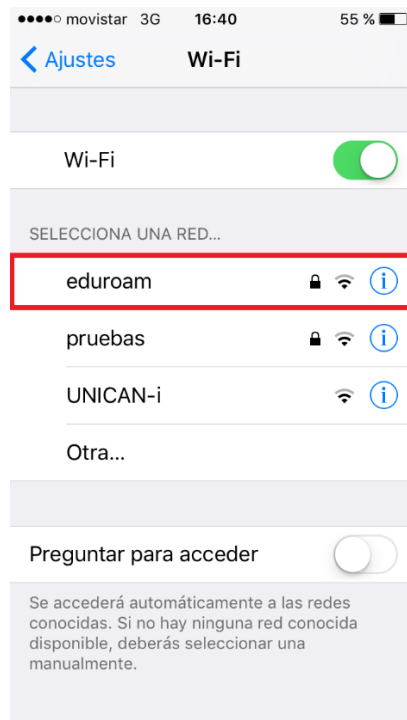 movistar 3G 16:40 55 %
Ajustes Wi-Fi
Wi-Fi
SELECCIONA UNA RED...
eduroam
pruebas
UNICAN-i
Otra...
Preguntar para acceder
Se accederá automáticamente a las redes
conocidas. Si no hay ninguna red conocida
disponible, deberás seleccionar una
manualmente.